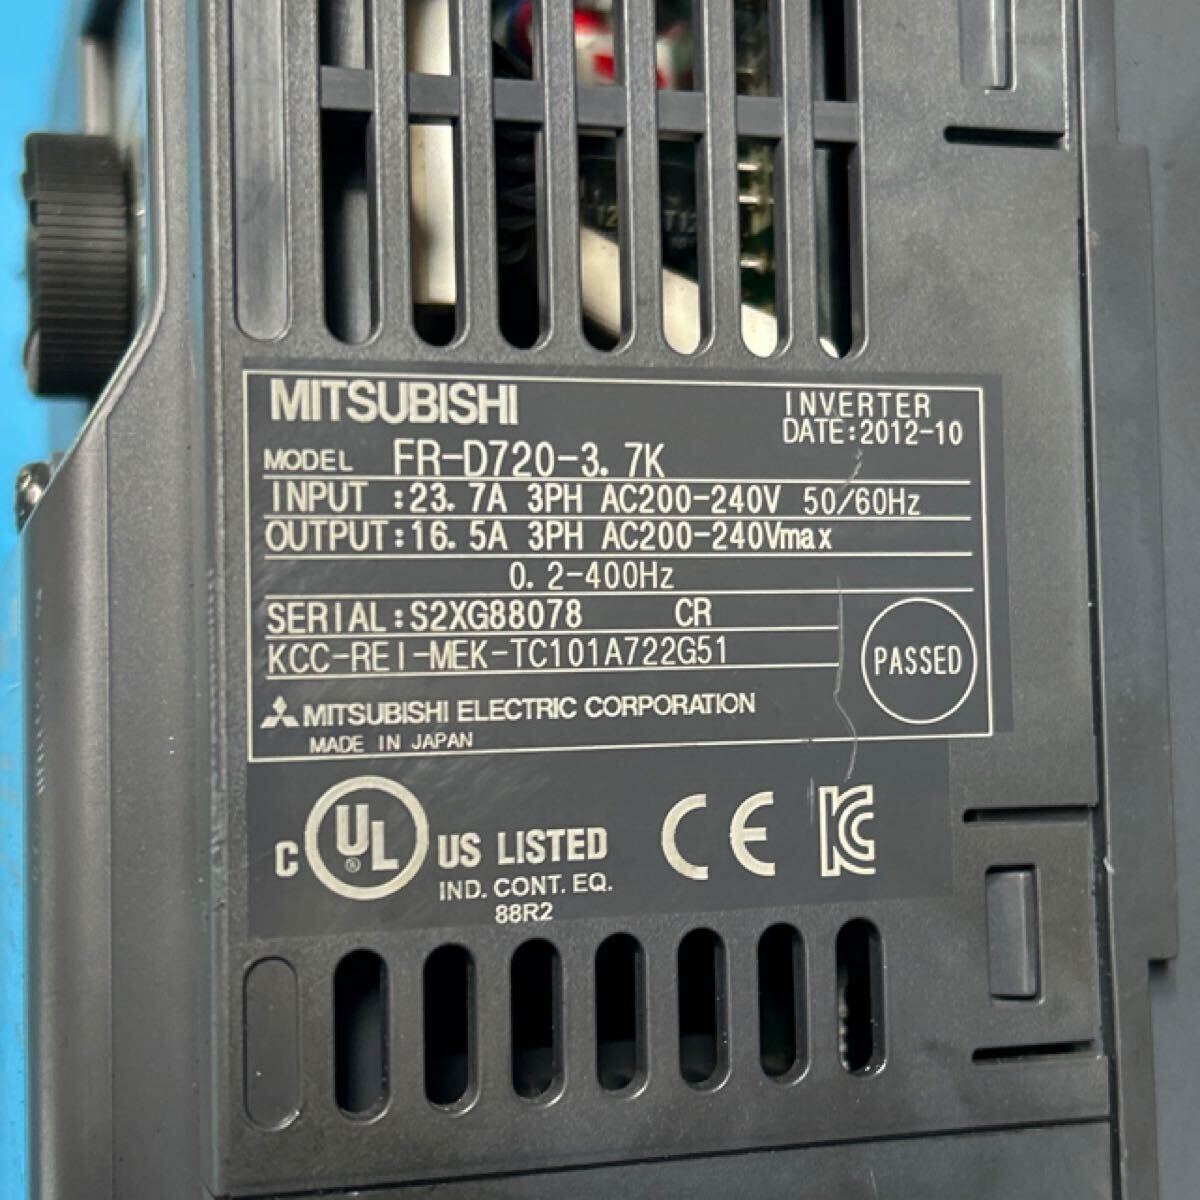 MITSUBISHI
INVERTER
DATE:2012-10
MODEL FR-D720-3.7K
INPUT :23.7A 3PH AC200-240V 50/60Hz
OUTPUT:16.5A 3PH AC200-240Vmax
0.2-400Hz
SERIAL:S2XG88078 CR
KCC-REI-MEK-TC101A722G51
PASSED
MITSUBISHI ELECTRIC CORPORATION
MADE IN JAPAN
C UL ® US LISTED
IND. CONT. EQ.
88R2
CE
KC